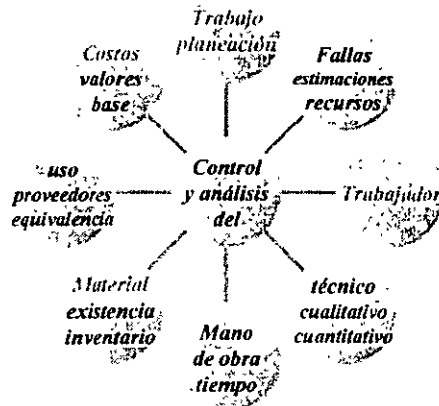 Trabajo
planeación
Costos
valores
base
Fallas
estimaciones
recursos
uso
proveedores
equivalencia
Control
y análisis
del
Trabajador
Material
existencia
inventario
Mano
de obra
tiempo
técnico
cualitativo
cuantitativo